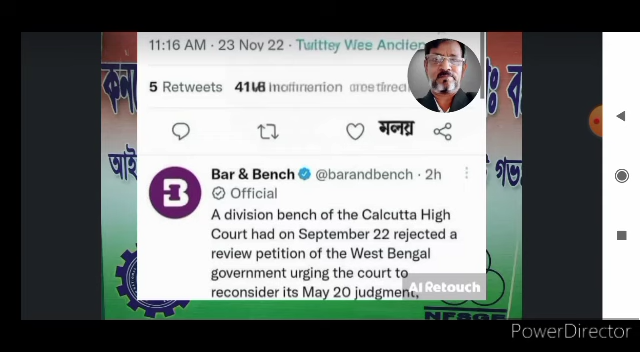 11:16 AM · 23 Nov 22 ·
5 Retweets
মলয়
Bar & Bench @barandbench · 2h
Official
A division bench of the Calcutta High
Court had on September 22 rejected a
review petition of the West Bengal
government urging the court to
reconsider its May 20 judgment,
AI Retouch
PowerDirector